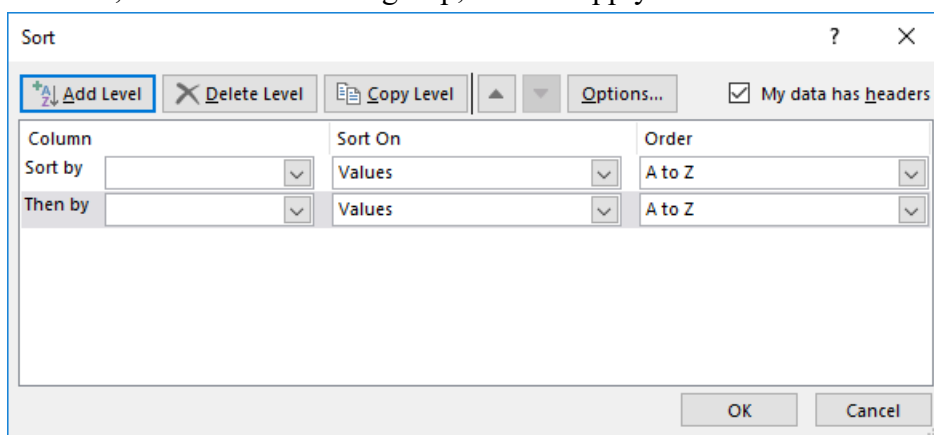 Sort ? ×
Add Level Delete Level Copy Level Options... My data has headers
Column Sort On Order
Sort by Values A to Z
Then by Values A to Z
OK Cancel